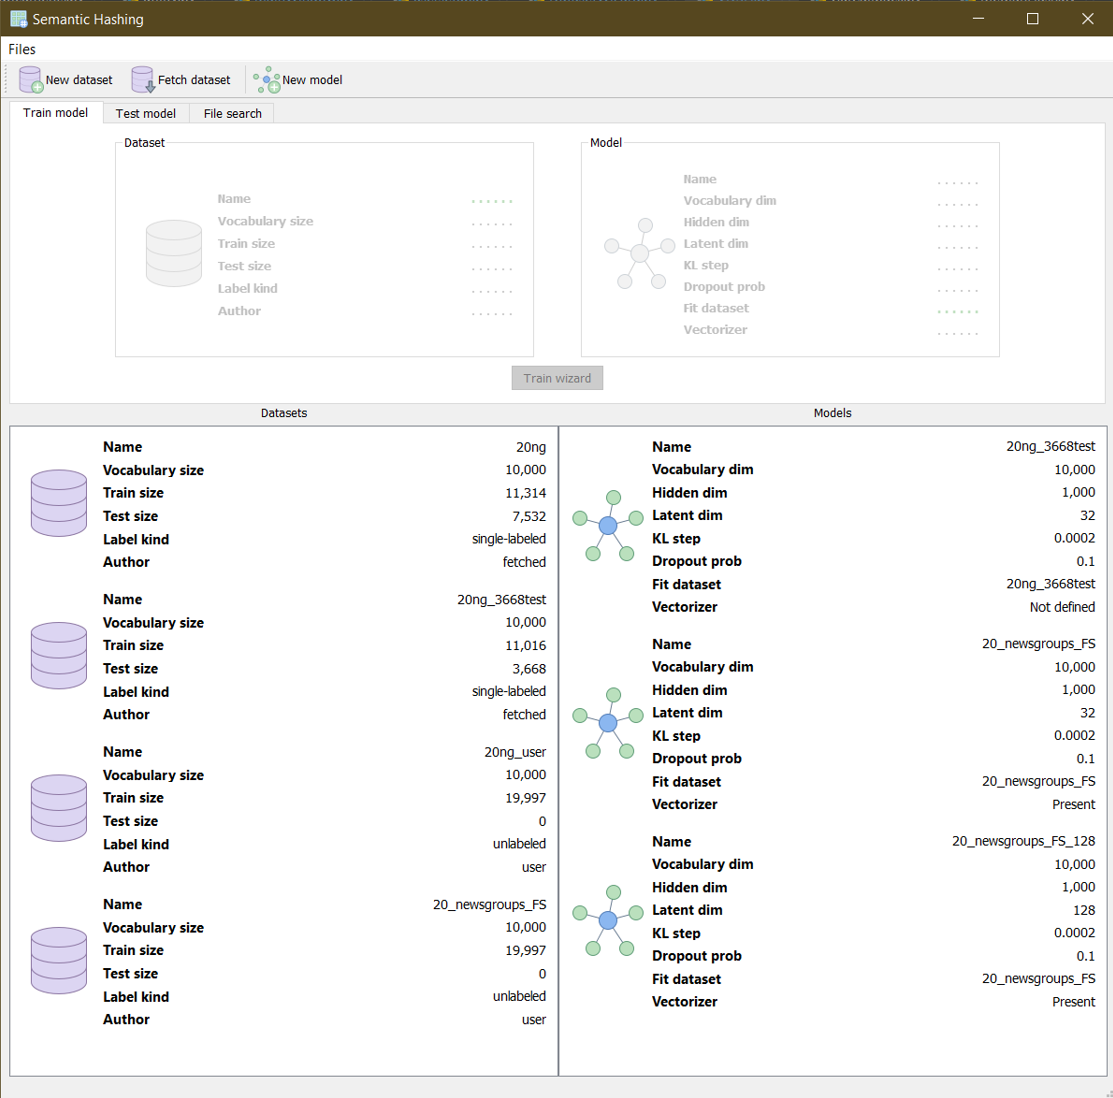 Semantic Hashing
Files
New dataset Fetch dataset New model
Train model Test model File search
Dataset
Name ......
Vocabulary size ......
Train size ......
Test size ......
Label kind ......
Author ......
Model
Name ......
Vocabulary dim ......
Hidden dim ......
Latent dim ......
KL step ......
Dropout prob ......
Fit dataset ......
Vectorizer ......
Train wizard
Datasets
Name 20ng
Vocabulary size 10,000
Train size 11,314
Test size 7,532
Label kind single-labeled
Author fetched
Name 20ng_3668test
Vocabulary size 10,000
Train size 11,016
Test size 3,668
Label kind single-labeled
Author fetched
Name 20ng_user
Vocabulary size 10,000
Train size 19,997
Test size 0
Label kind unlabeled
Author user
Name 20_newsgroups_FS
Vocabulary size 10,000
Train size 19,997
Test size 0
Label kind unlabeled
Author user
Models
Name 20ng_3668test
Vocabulary dim 10,000
Hidden dim 1,000
Latent dim 32
KL step 0.0002
Dropout prob 0.1
Fit dataset 20ng_3668test
Vectorizer Not defined
Name 20_newsgroups_FS
Vocabulary dim 10,000
Hidden dim 1,000
Latent dim 32
KL step 0.0002
Dropout prob 0.1
Fit dataset 20_newsgroups_FS
Vectorizer Present
Name 20_newsgroups_FS_128
Vocabulary dim 10,000
Hidden dim 1,000
Latent dim 128
KL step 0.0002
Dropout prob 0.1
Fit dataset 20_newsgroups_FS
Vectorizer Present